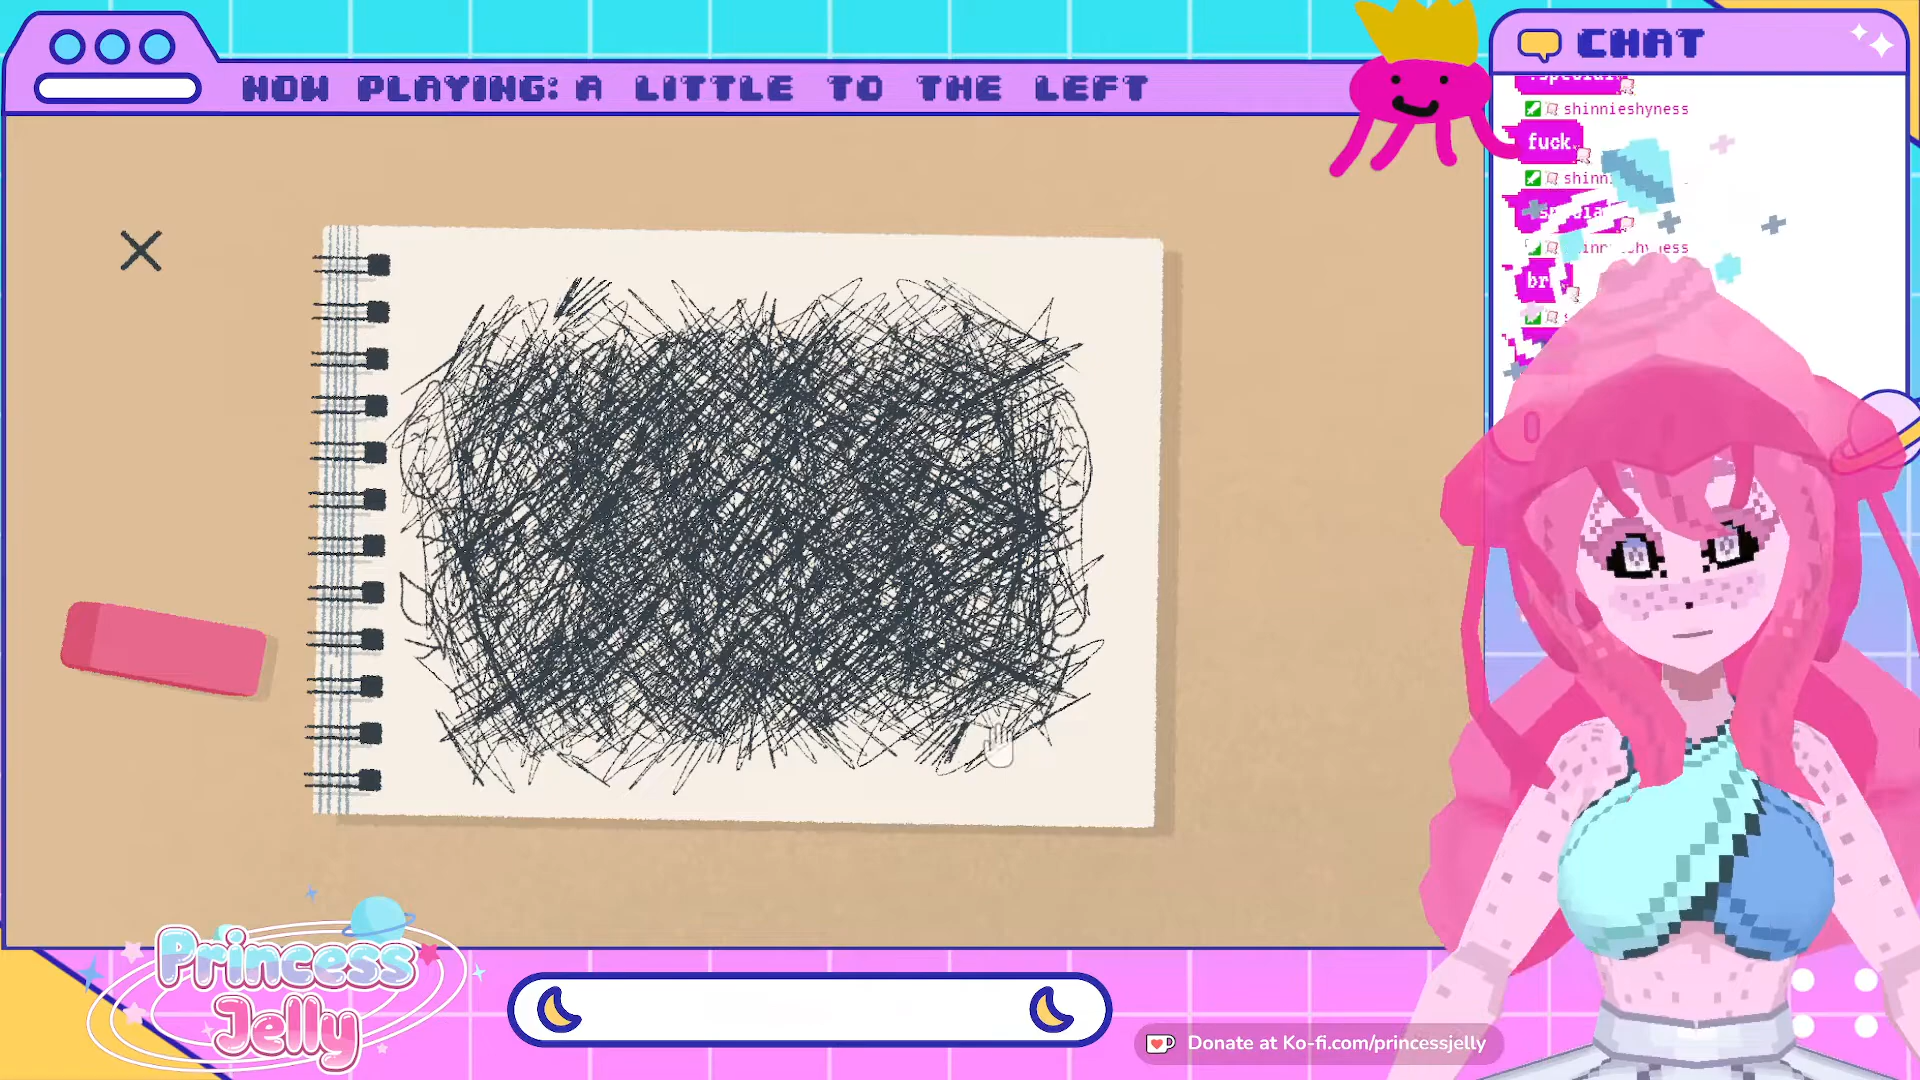 NOW PLAYING: A LITTLE TO THE LEFT
CHAT
shinnieshyness
fuck
Princess
Jelly
Donate at Ko-fi.com/princessjelly